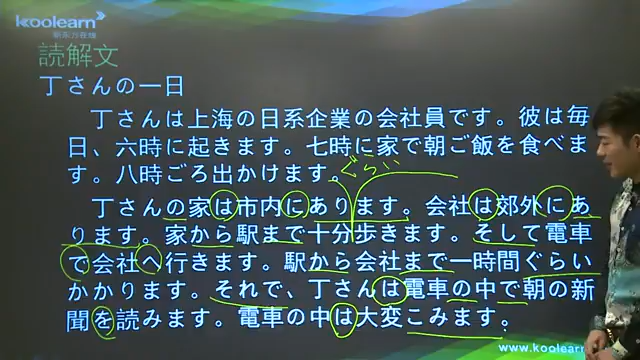 koolearn
新东方在线
読解文
丁さんの一日
丁さんは上海の日系企業の会社員です。彼は毎
日、六時に起きます。七時に家で朝ご飯を食べま
す。八時ごろ出かけます。
ぐらい
丁さんの家は市内にあります。会社は郊外にあ
ります。家から駅まで十分歩きます。そして電車
で会社へ行きます。駅から会社まで一時間ぐらい
かかります。それで、丁さんは電車の中で朝の新
聞を読みます。電車の中は大変こみます。
www.koolearn